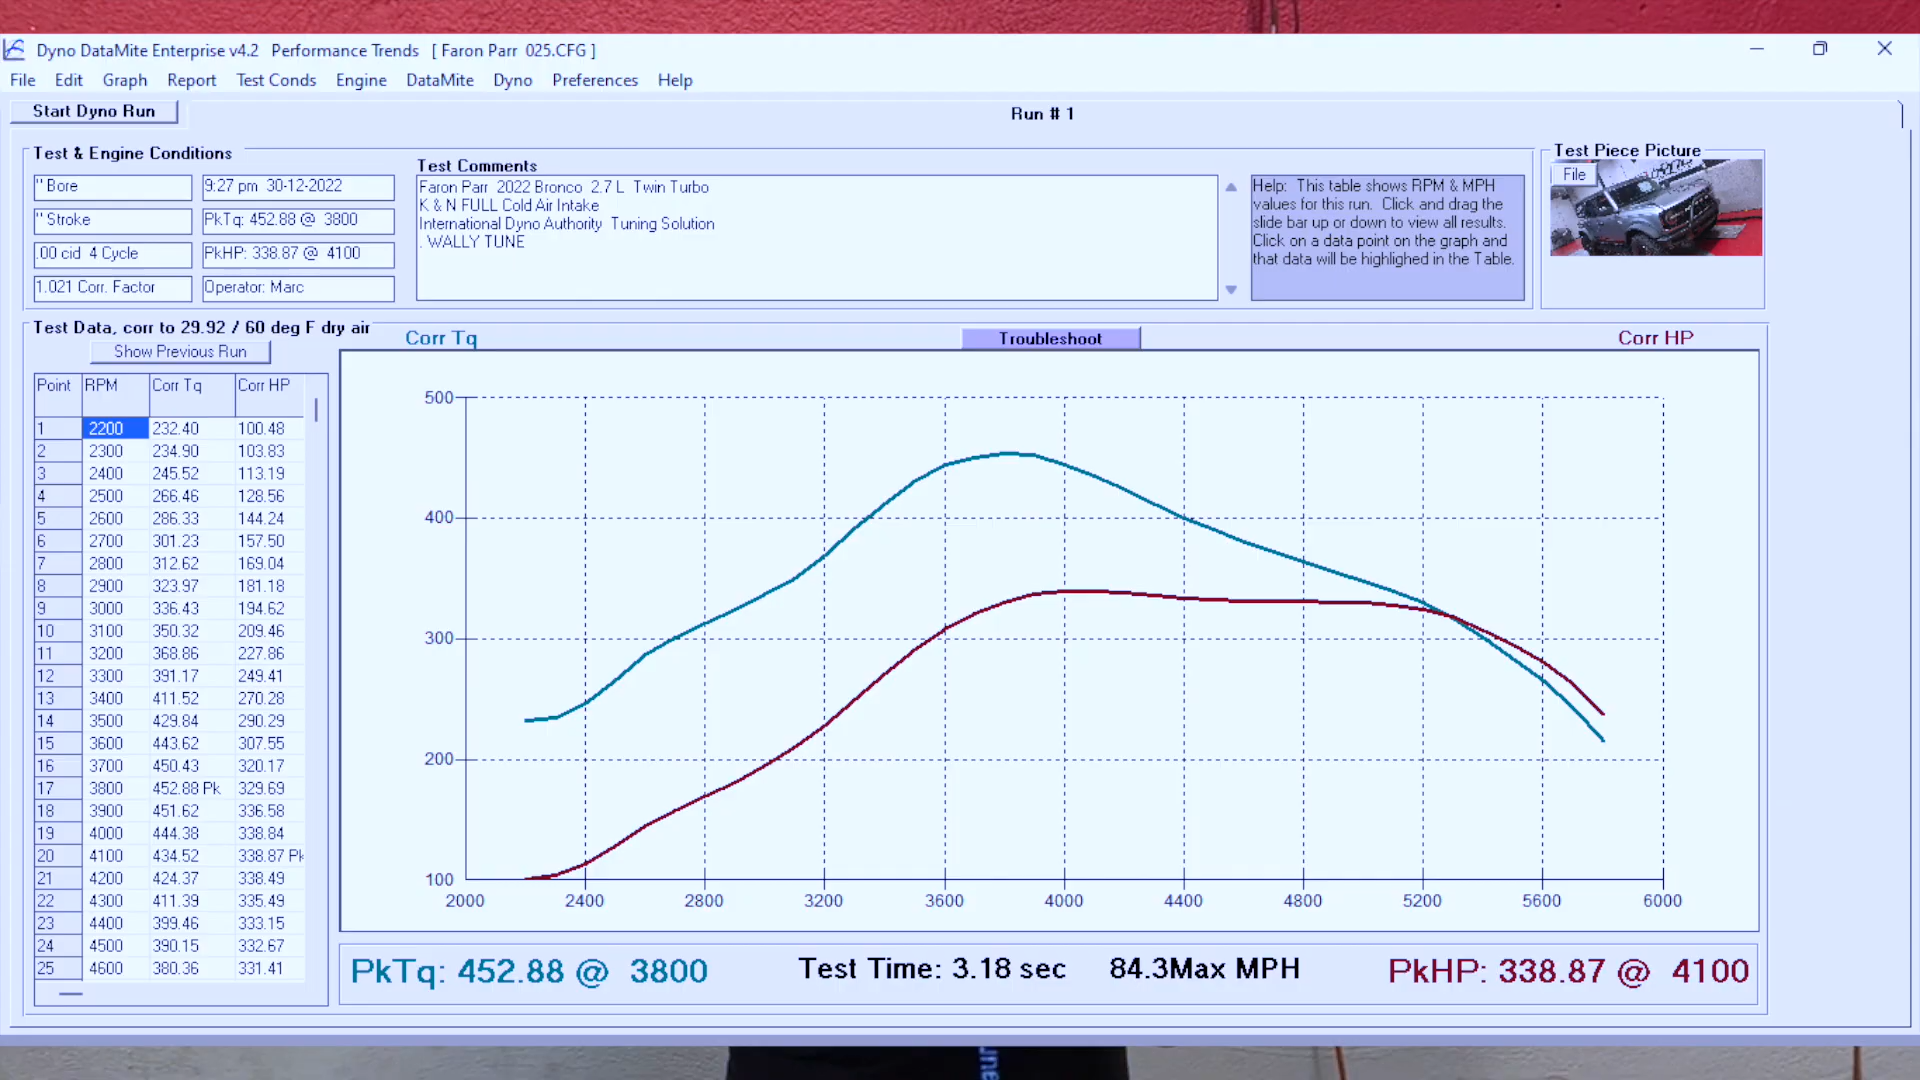 Dyno DataMite Enterprise v4.2 Performance Trends [ Faron Parr 025.CFG ]
File Edit Graph Report Test Conds Engine DataMite Dyno Preferences Help
Start Dyno Run
Run # 1
Test & Engine Conditions
" Bore
9:27 pm 30-12-2022
" Stroke
PkTq: 452.88 @ 3800
.00 cid 4 Cycle
PkHP: 338.87 @ 4100
1.021 Corr. Factor
Operator: Marc
Test Comments
Faron Parr 2022 Bronco 2.7 L Twin Turbo
K & N FULL Cold Air Intake
International Dyno Authority Tuning Solution
. WALLY TUNE
Help: This table shows RPM & MPH
values for this run. Click and drag the
slide bar up or down to view all results.
Click on a data point on the graph and
that data will be highlighed in the Table.
Test Piece Picture
File
Test Data, corr to 29.92 / 60 deg F dry air
Show Previous Run
Point RPM Corr Tq Corr HP
1 2200 232.40 100.48
2 2300 234.90 103.83
3 2400 245.52 113.19
4 2500 266.46 128.56
5 2600 286.33 144.24
6 2700 301.23 157.50
7 2800 312.62 169.04
8 2900 323.97 181.18
9 3000 336.43 194.62
10 3100 350.32 209.46
11 3200 368.86 227.86
12 3300 391.17 249.41
13 3400 411.52 270.28
14 3500 429.84 290.29
15 3600 443.62 307.55
16 3700 450.43 320.17
17 3800 452.88 Pk 329.69
18 3900 451.62 336.58
19 4000 444.38 338.84
20 4100 434.52 338.87 Pk
21 4200 424.37 338.49
22 4300 411.39 335.49
23 4400 399.46 333.15
24 4500 390.15 332.67
25 4600 380.36 331.41
Corr Tq
Troubleshoot
Corr HP
500
400
300
200
100
2000 2400 2800 3200 3600 4000 4400 4800 5200 5600 6000
PkTq: 452.88 @ 3800
Test Time: 3.18 sec 84.3Max MPH
PkHP: 338.87 @ 4100